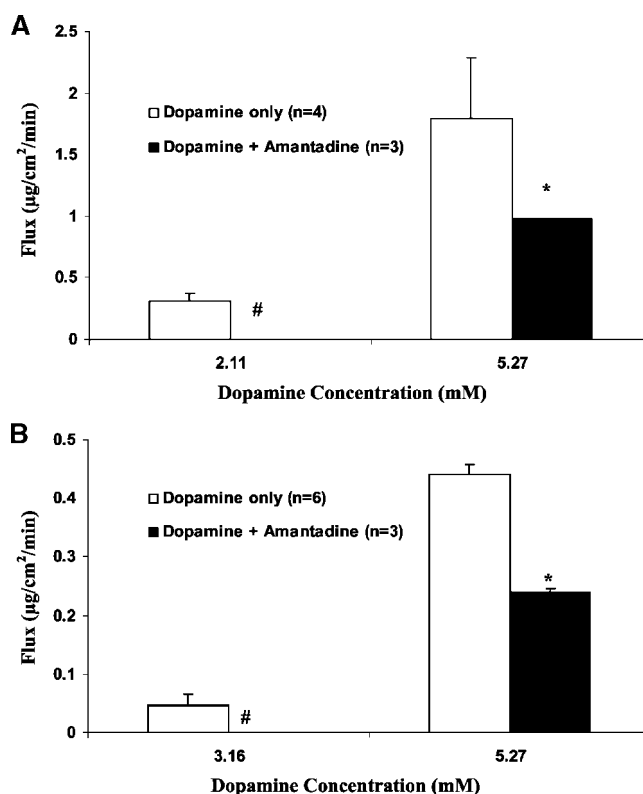 A
2.5
2
1.5
1
0.5
0
Flux (µg/cm²/min)
Dopamine only (n=4)
Dopamine + Amantadine (n=3)
*
#
2.11 5.27
Dopamine Concentration (mM)
B
0.5
0.4
0.3
0.2
0.1
0
Flux (µg/cm²/min)
Dopamine only (n=6)
Dopamine + Amantadine (n=3)
*
#
3.16 5.27
Dopamine Concentration (mM)